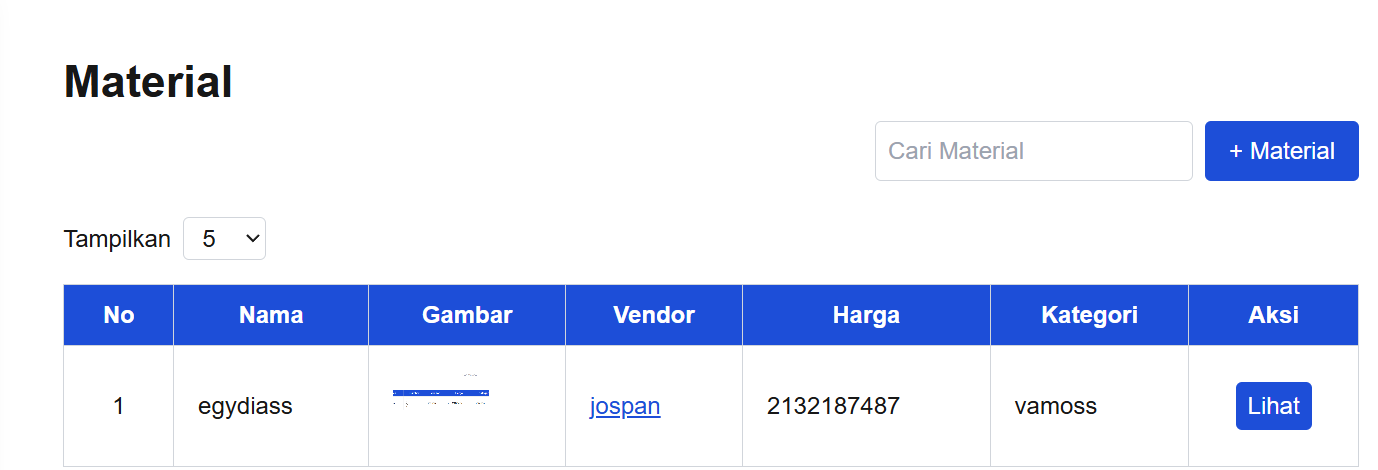 Material
Cari Material
+ Material
Tampilkan 5
No Nama Gambar Vendor Harga Kategori Aksi
1 egydiass jospan 2132187487 vamoss Lihat